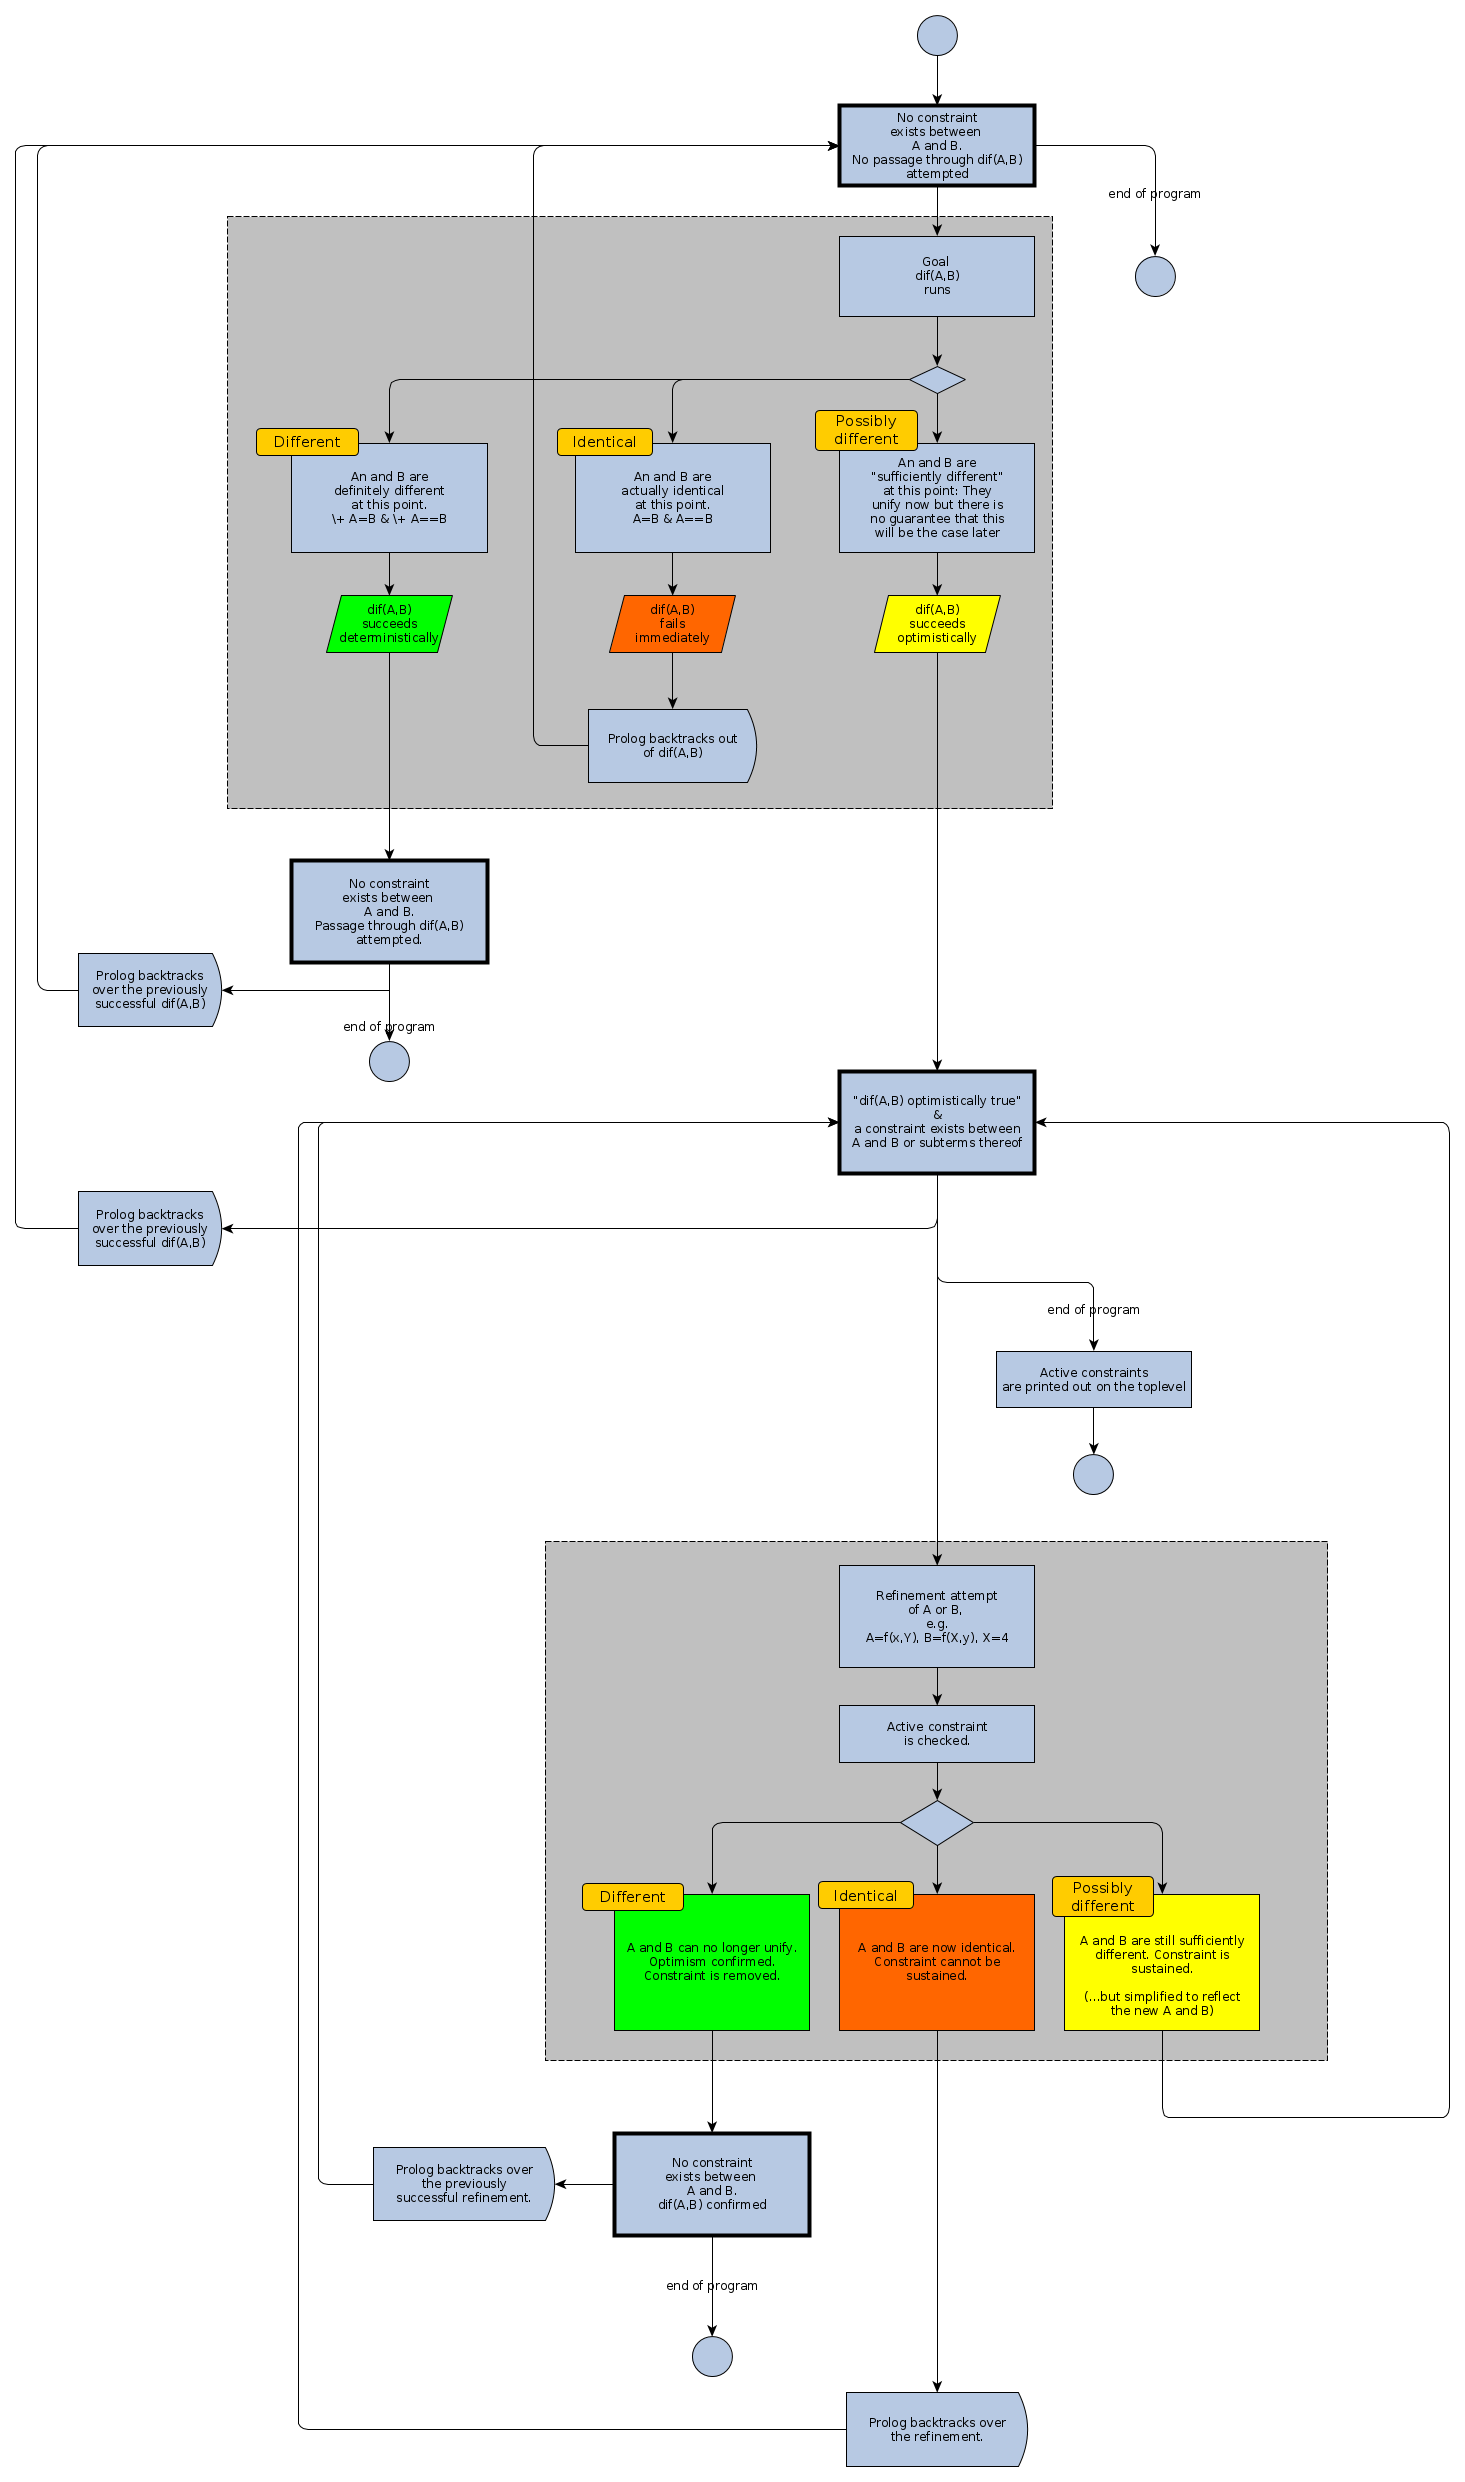 No constraint
exists between
A and B.
No passage through dif(A,B)
attempted
end of program
Goal
dif(A,B)
runs
Different
An and B are
definitely different
at this point.
\+ A=B & \+ A==B
Identical
An and B are
actually identical
at this point.
A=B & A==B
Possibly
different
An and B are
"sufficiently different"
at this point: They
unify now but there is
no guarantee that this
will be the case later
dif(A,B)
succeeds
deterministically
dif(A,B)
fails
immediately
dif(A,B)
succeeds
optimistically
Prolog backtracks out
of dif(A,B)
No constraint
exists between
A and B.
Passage through dif(A,B)
attempted.
Prolog backtracks
over the previously
successful dif(A,B)
end of program
"dif(A,B) optimistically true"
&
a constraint exists between
A and B or subterms thereof
Prolog backtracks
over the previously
successful dif(A,B)
end of program
Active constraints
are printed out on the toplevel
Refinement attempt
of A or B,
e.g.
A=f(x,Y), B=f(X,y), X=4
Active constraint
is checked.
Different
A and B can no longer unify.
Optimism confirmed.
Constraint is removed.
Identical
A and B are now identical.
Constraint cannot be
sustained.
Possibly
different
A and B are still sufficiently
different. Constraint is
sustained.
(...but simplified to reflect
the new A and B)
Prolog backtracks over
the previously
successful refinement.
No constraint
exists between
A and B.
dif(A,B) confirmed
end of program
Prolog backtracks over
the refinement.